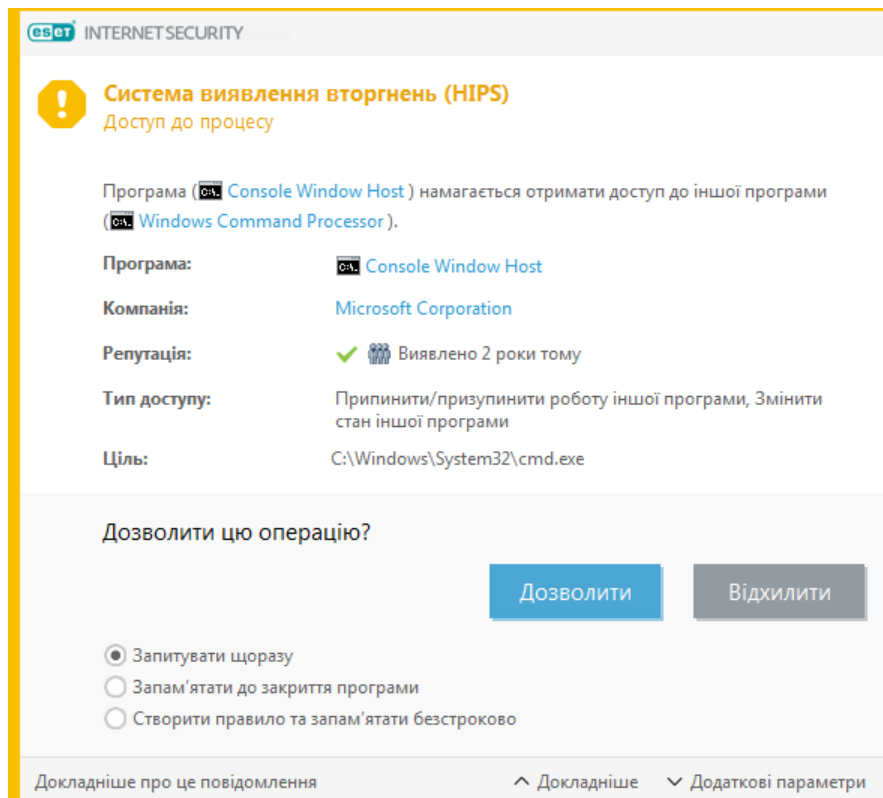 eset INTERNET SECURITY
Система виявлення вторгнень (HIPS)
Доступ до процесу
Програма ( Console Window Host ) намагається отримати доступ до іншої програми
( Windows Command Processor ).
Програма: Console Window Host
Компанія: Microsoft Corporation
Репутація: Виявлено 2 роки тому
Тип доступу: Припинити/призупинити роботу іншої програми, Змінити
стан іншої програми
Ціль: C:\Windows\System32\cmd.exe
Дозволити цю операцію?
Дозволити Відхилити
Запитувати щоразу
Запам'ятати до закриття програми
Створити правило та запам'ятати безстроково
Докладніше про це повідомлення Докладніше Додаткові параметри